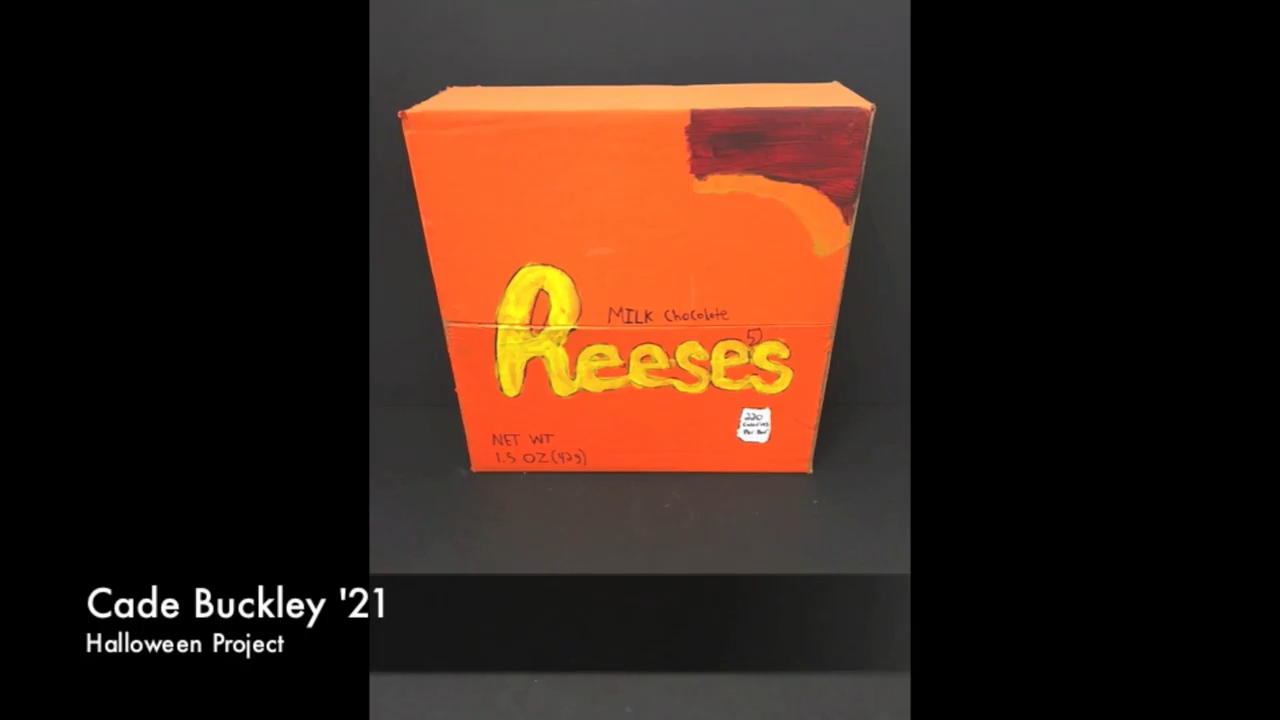 MILK Chocolate
Reese's
220
Calories
Per Bar
NET WT
1.5 OZ (42g)
Cade Buckley '21
Halloween Project